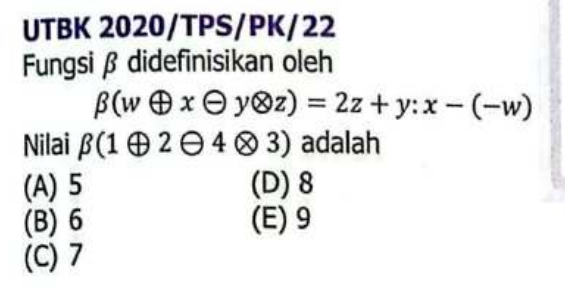 UTBK 2020/TPS/PK/22
Fungsi β didefinisikan oleh
β(w ⊕ x ⊖ y⊗z) = 2z + y: x − (−w)
Nilai β(1 ⊕ 2 ⊖ 4 ⊗ 3) adalah
(A) 5 (D) 8
(B) 6 (E) 9
(C) 7